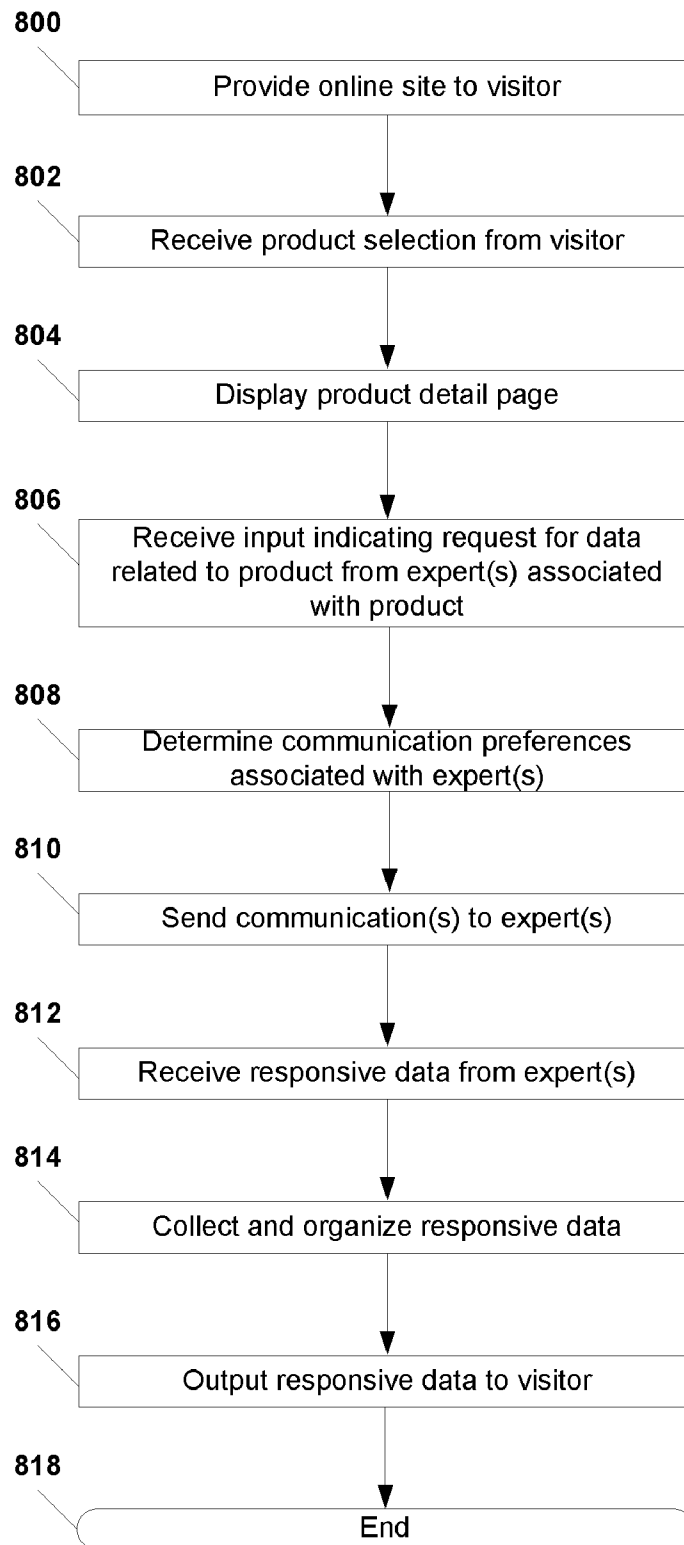 800
Provide online site to visitor
802
Receive product selection from visitor
804
Display product detail page
806
Receive input indicating request for data
related to product from expert(s) associated
with product
808
Determine communication preferences
associated with expert(s)
810
Send communication(s) to expert(s)
812
Receive responsive data from expert(s)
814
Collect and organize responsive data
816
Output responsive data to visitor
818
End